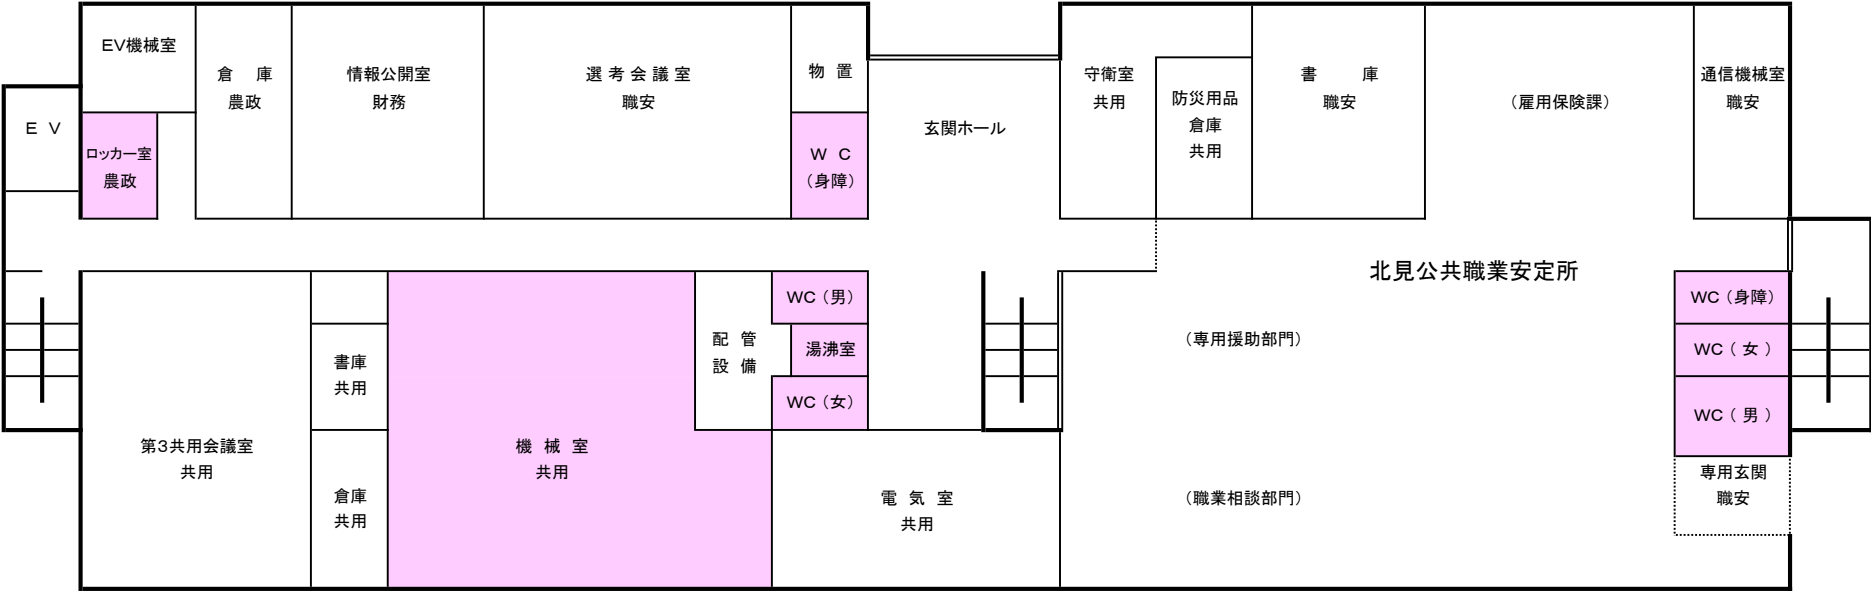 EV機械室
倉　庫
農政
情報公開室
財務
選考会議室
職安
物 置
守衛室
共用
防災用品
倉庫
共用
書　　庫
職安
（雇用保険課）
通信機械室
職安
E V
ロッカー室
農政
W C
（身障）
玄関ホール
北見公共職業安定所
WC（男）
湯沸室
WC（女）
配 管
設 備
（専用援助部門）
WC（身障）
WC（ 女 ）
WC（ 男 ）
書庫
共用
第3共用会議室
共用
機 械 室
共用
倉庫
共用
電 気 室
共用
（職業相談部門）
専用玄関
職安